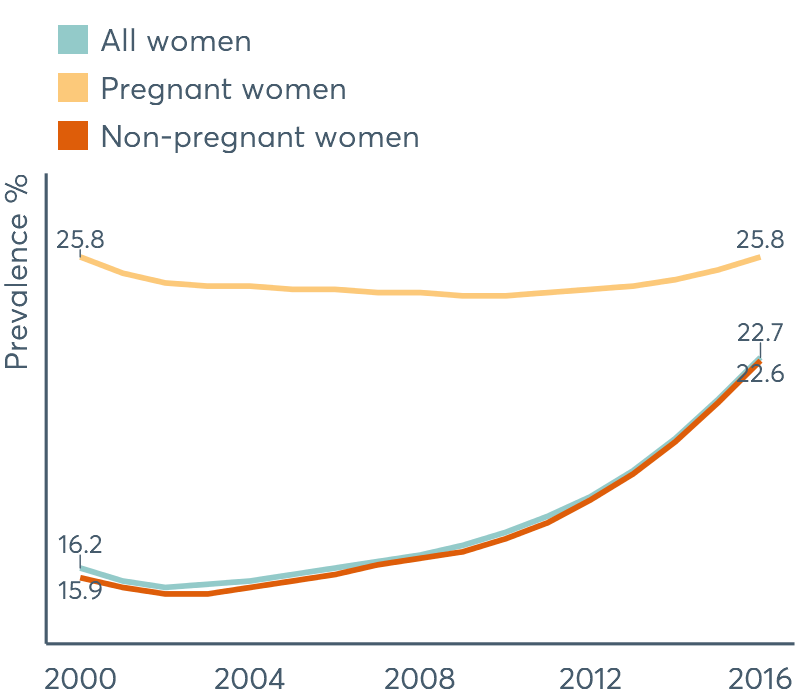 All women
Pregnant women
Non-pregnant women
Prevalence %
25.8
25.8
22.7
22.6
16.2
15.9
2000 2004 2008 2012 2016